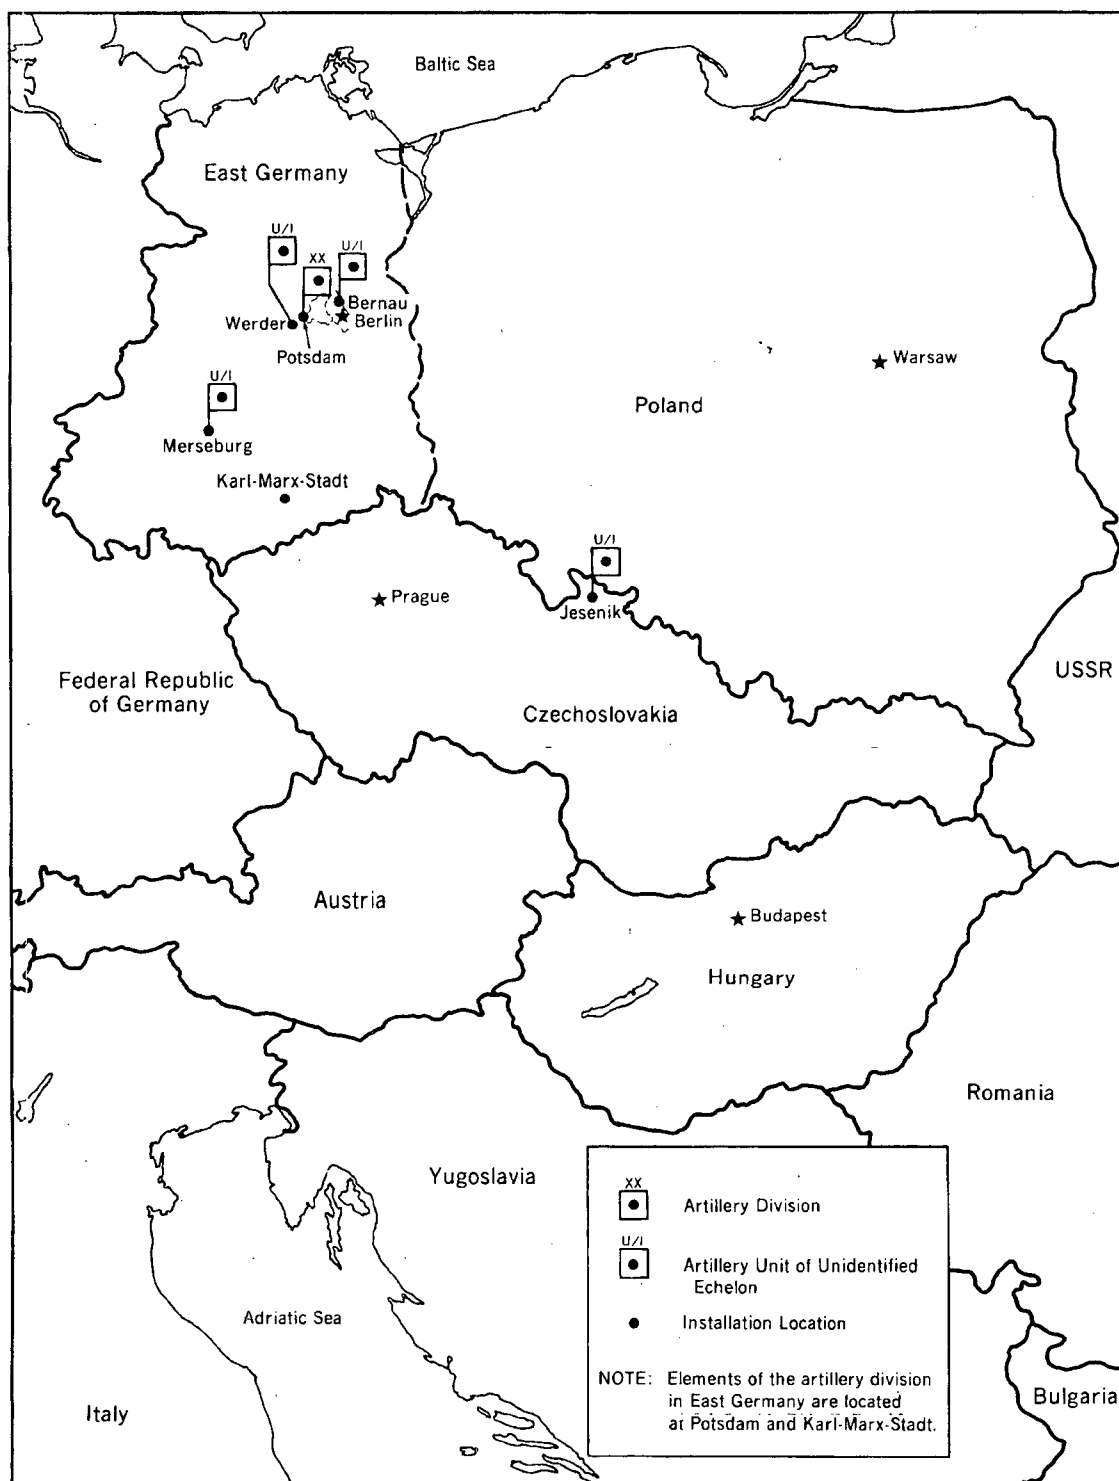 Baltic Sea
East Germany
U/I
U/I
XX
Bernau
Berlin
Werder
Potsdam
Warsaw
U/I
Poland
Merseburg
Karl-Marx-Stadt
U/I
Prague
Jesenik
Federal Republic
of Germany
USSR
Czechoslovakia
Austria
Budapest
Hungary
Romania
Yugoslavia
XX
Artillery Division
U/I
Artillery Unit of Unidentified
Echelon
Installation Location
NOTE: Elements of the artillery division
in East Germany are located
at Potsdam and Karl-Marx-Stadt.
Adriatic Sea
Italy
Bulgaria